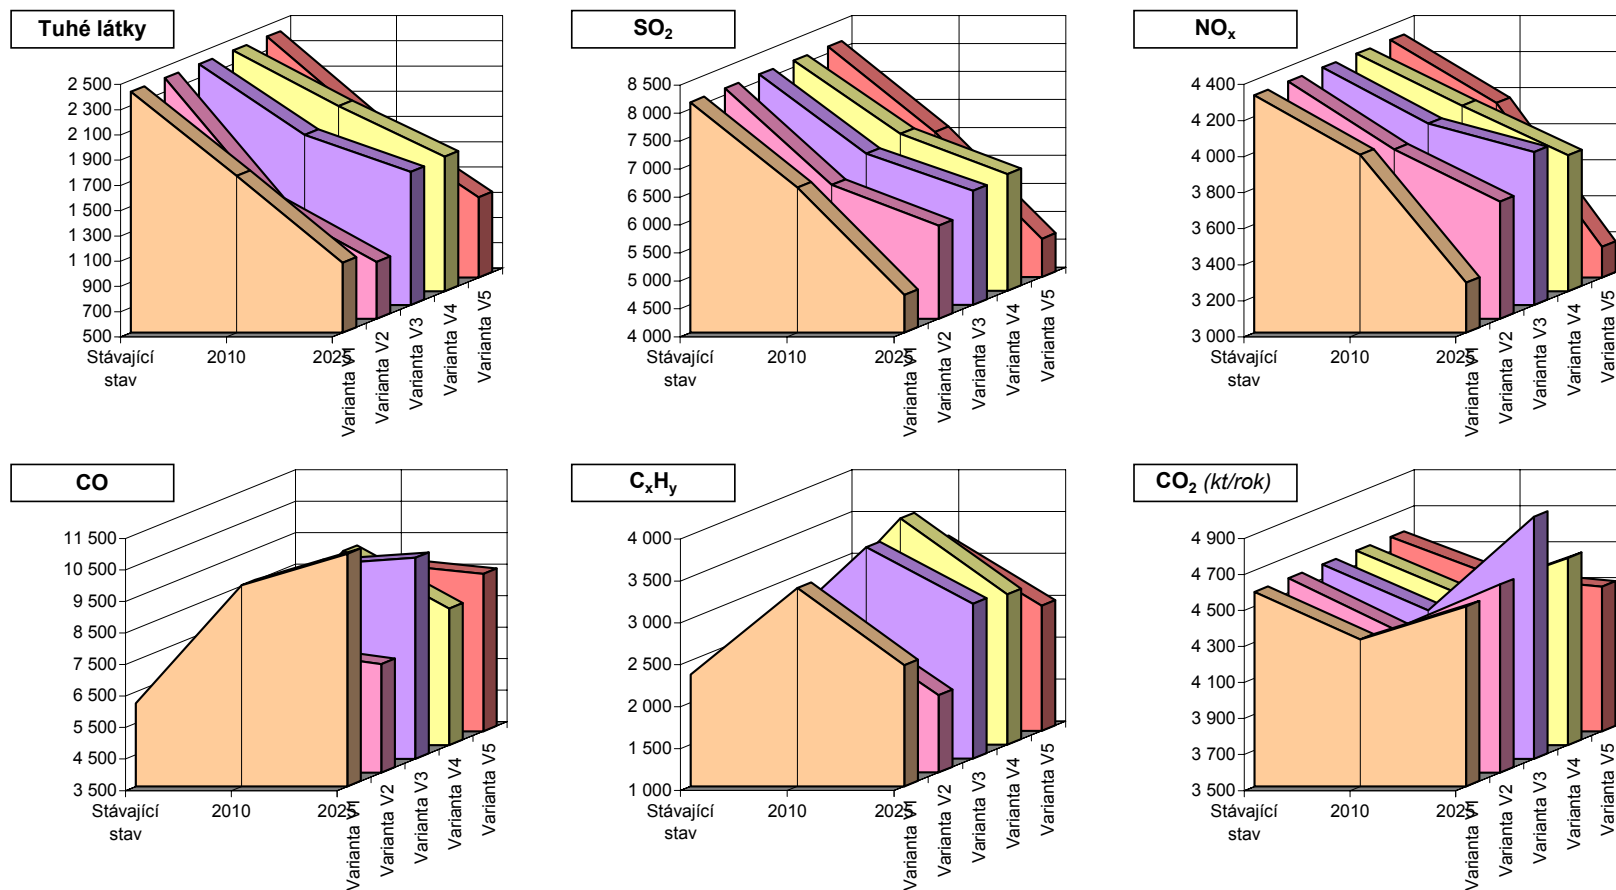 Tuhé látky
2 500
2 300
2 100
1 900
1 700
1 500
1 300
1 100
900
700
500
Stávající
stav
2010
2025
Varianta V1
Varianta V2
Varianta V3
Varianta V4
Varianta V5
SO₂
8 500
8 000
7 500
7 000
6 500
6 000
5 500
5 000
4 500
4 000
Stávající
stav
2010
2025
Varianta V1
Varianta V2
Varianta V3
Varianta V4
Varianta V5
NOₓ
4 400
4 200
4 000
3 800
3 600
3 400
3 200
3 000
Stávající
stav
2010
2025
Varianta V1
Varianta V2
Varianta V3
Varianta V4
Varianta V5
CO
11 500
10 500
9 500
8 500
7 500
6 500
5 500
4 500
3 500
Stávající
stav
2010
2025
Varianta V1
Varianta V2
Varianta V3
Varianta V4
Varianta V5
CₓHᵧ
4 000
3 500
3 000
2 500
2 000
1 500
1 000
Stávající
stav
2010
2025
Varianta V1
Varianta V2
Varianta V3
Varianta V4
Varianta V5
CO₂ (kt/rok)
4 900
4 700
4 500
4 300
4 100
3 900
3 700
3 500
Stávající
stav
2010
2025
Varianta V1
Varianta V2
Varianta V3
Varianta V4
Varianta V5